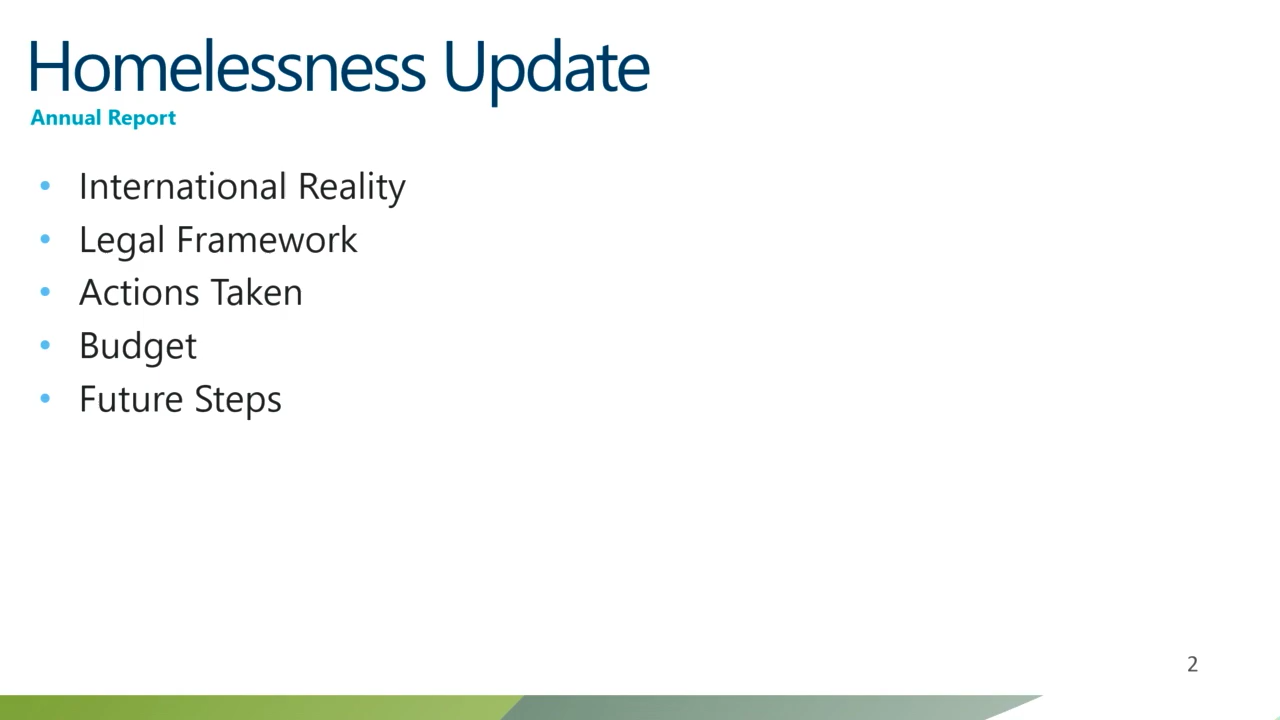 Homelessness Update
Annual Report
• International Reality
• Legal Framework
• Actions Taken
• Budget
• Future Steps
2